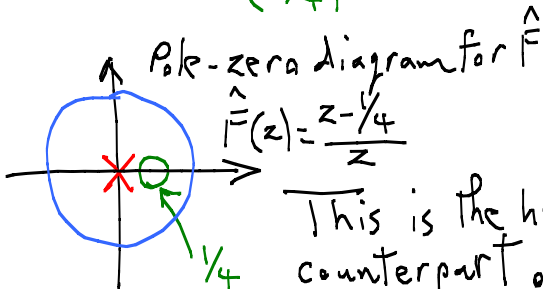 Pole-zero diagram for F̂
F̂(z) = (z - 1/4)/z
This is the
counterpart
1/4